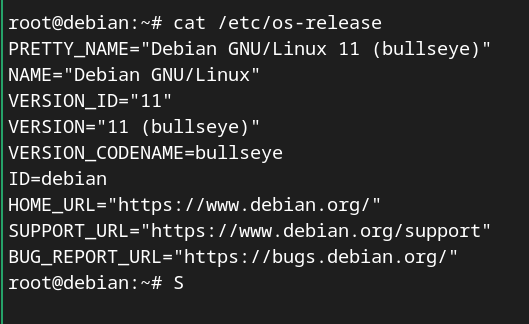 root@debian:~# cat /etc/os-release
PRETTY_NAME="Debian GNU/Linux 11 (bullseye)"
NAME="Debian GNU/Linux"
VERSION_ID="11"
VERSION="11 (bullseye)"
VERSION_CODENAME=bullseye
ID=debian
HOME_URL="https://www.debian.org/"
SUPPORT_URL="https://www.debian.org/support"
BUG_REPORT_URL="https://bugs.debian.org/"
root@debian:~# S